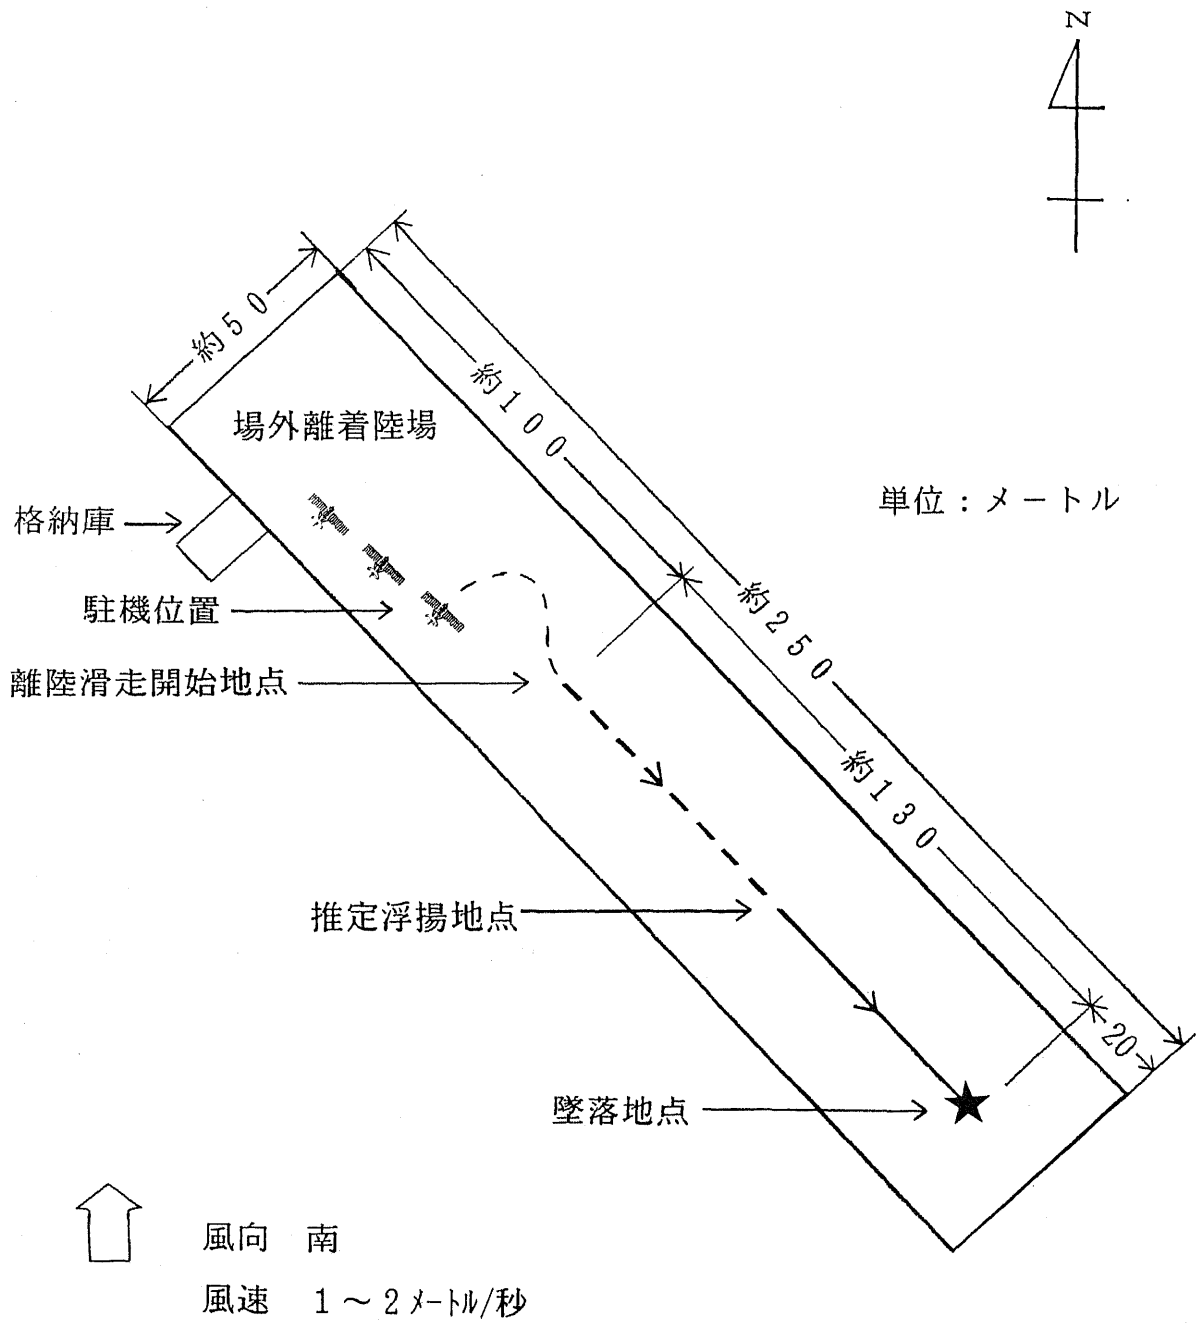 N
約50
約100
場外離着陸場
単位：メートル
格納庫
約250
駐機位置
離陸滑走開始地点
約130
推定浮揚地点
20
墜落地点
風向　南
風速　1～2メートル/秒